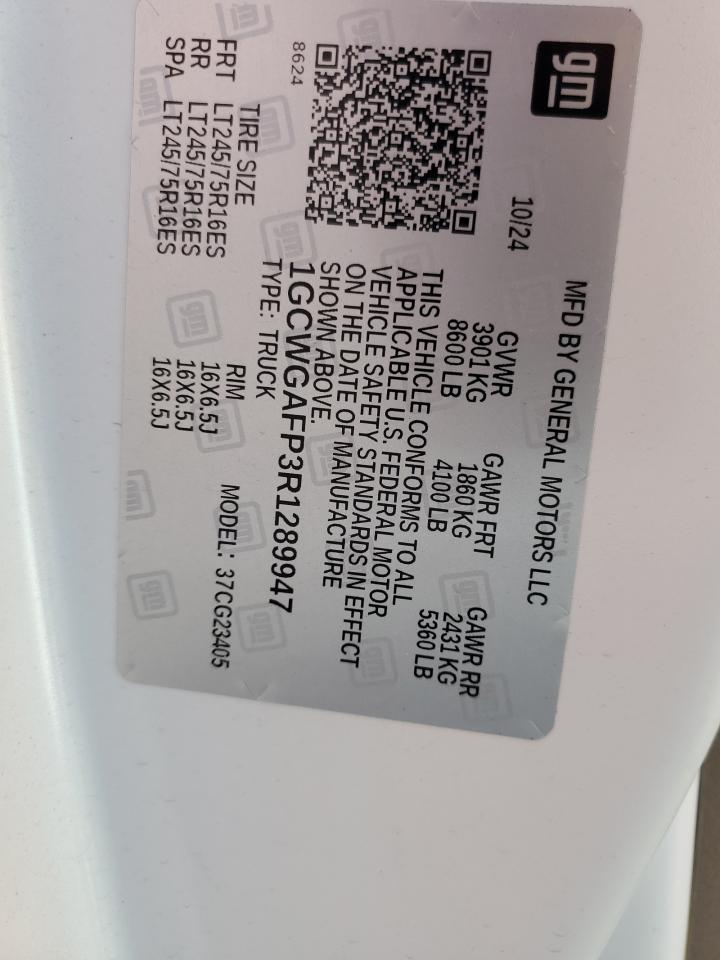 gm
MFD BY GENERAL MOTORS LLC
10/24
GVWR GAWR FRT GAWR RR
3901 KG 1860 KG 2431 KG
8600 LB 4100 LB 5360 LB
THIS VEHICLE CONFORMS TO ALL
APPLICABLE U.S. FEDERAL MOTOR
VEHICLE SAFETY STANDARDS IN EFFECT
ON THE DATE OF MANUFACTURE
SHOWN ABOVE.
8624
1GCWGAFP3R1289947
TYPE: TRUCK
MODEL: 37CG23405
TIRE SIZE RIM
FRT LT245/75R16ES 16X6.5J
RR LT245/75R16ES 16X6.5J
SPA LT245/75R16ES 16X6.5J